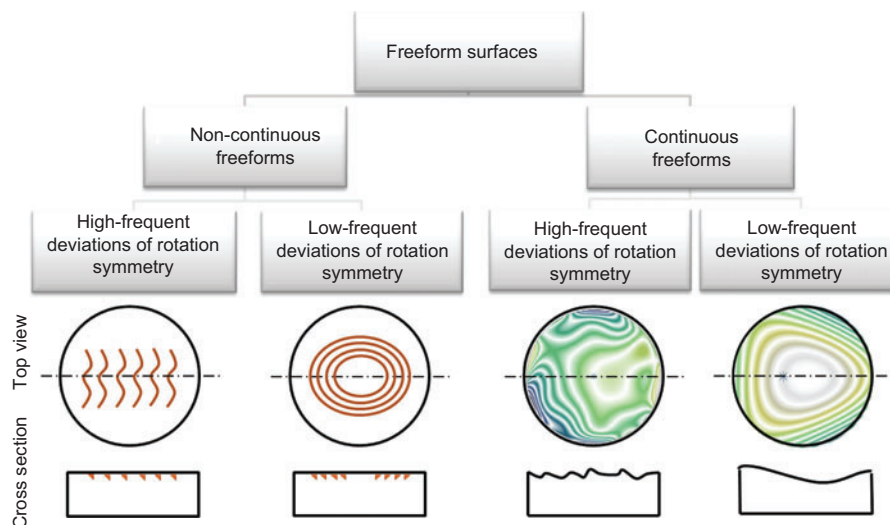 Freeform surfaces
Non-continuous
freeforms
Continuous
freeforms
High-frequent
deviations of rotation
symmetry
Low-frequent
deviations of rotation
symmetry
High-frequent
deviations of rotation
symmetry
Low-frequent
deviations of rotation
symmetry
Top view
Cross section